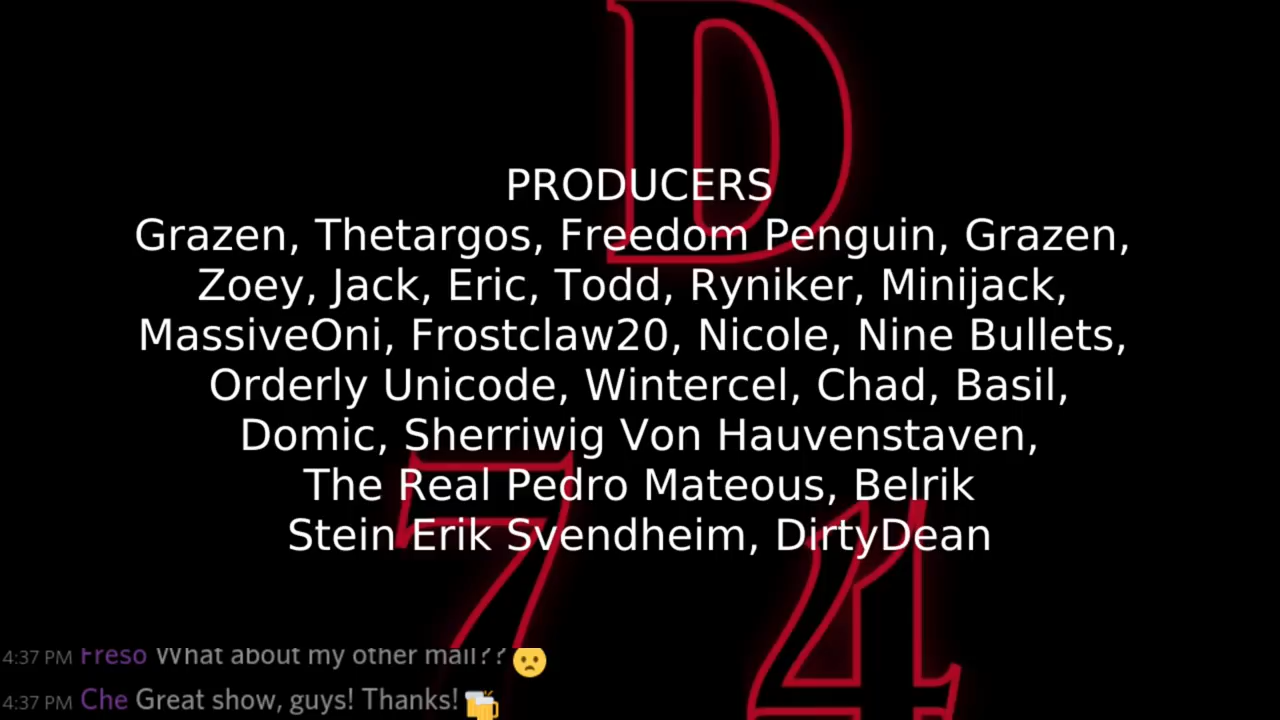 D
PRODUCERS
Grazen, Thetargos, Freedom Penguin, Grazen,
Zoey, Jack, Eric, Todd, Ryniker, Minijack,
MassiveOni, Frostclaw20, Nicole, Nine Bullets,
Orderly Unicode, Wintercel, Chad, Basil,
Domic, Sherriwig Von Hauvenstaven,
The Real Pedro Mateous, Belrik
Stein Erik Svendheim, DirtyDean
7 4
4:37 PM Freso What about my other mail?? 😦
4:37 PM Che Great show, guys! Thanks! 🍻